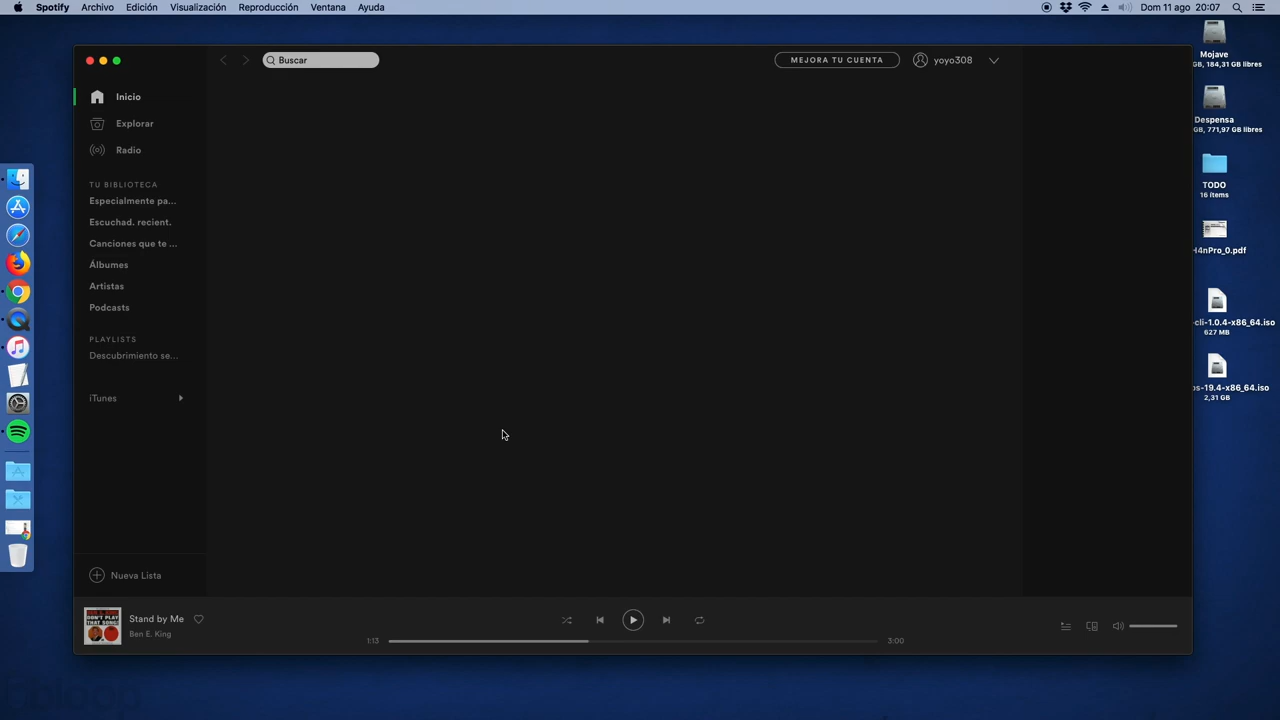 Spotify Archivo Edición Visualización Reproducción Ventana Ayuda Dom 11 ago 20:07
Buscar MEJORA TU CUENTA yoyo308
Inicio
Explorar
Radio
TU BIBLIOTECA
Especialmente pa...
Escuchad. recient.
Canciones que te ...
Álbumes
Artistas
Podcasts
PLAYLISTS
Descubrimiento se...
iTunes
Nueva Lista
Stand by Me
Ben E. King
1:13
3:00
Mojave
GB, 184,31 GB libres
Despensa
GB, 771,97 GB libres
TODO
16 ítems
H4nPro_0.pdf
-cli-1.0.4-x86_64.iso
627 MB
os-19.4-x86_64.iso
2,31 GB